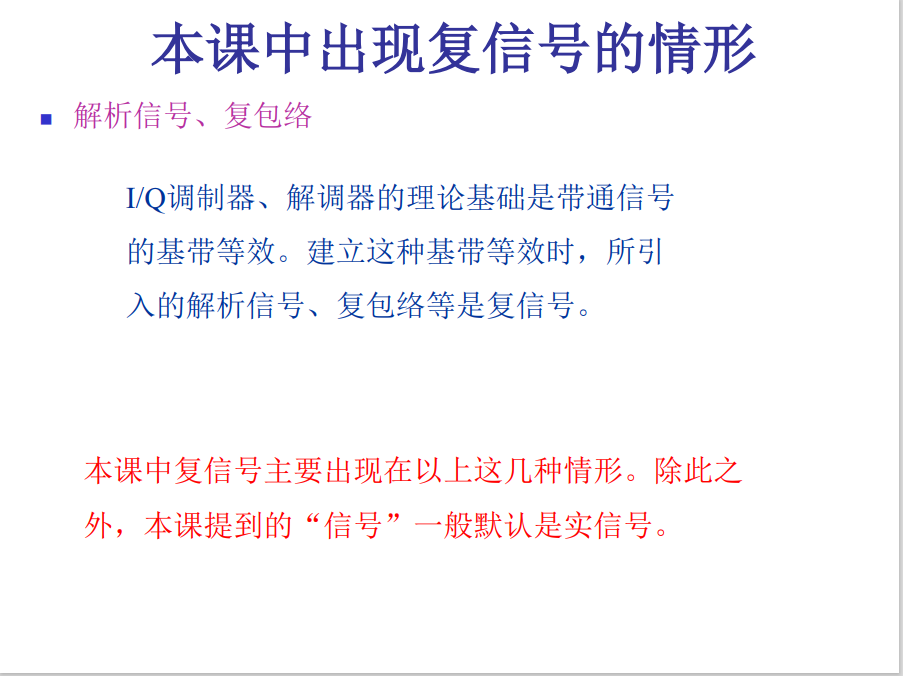 本课中出现复信号的情形
解析信号、复包络
I/Q调制器、解调器的理论基础是带通信号
的基带等效。建立这种基带等效时，所引
入的解析信号、复包络等是复信号。
本课中复信号主要出现在以上这几种情形。除此之
外，本课提到的“信号”一般默认是实信号。